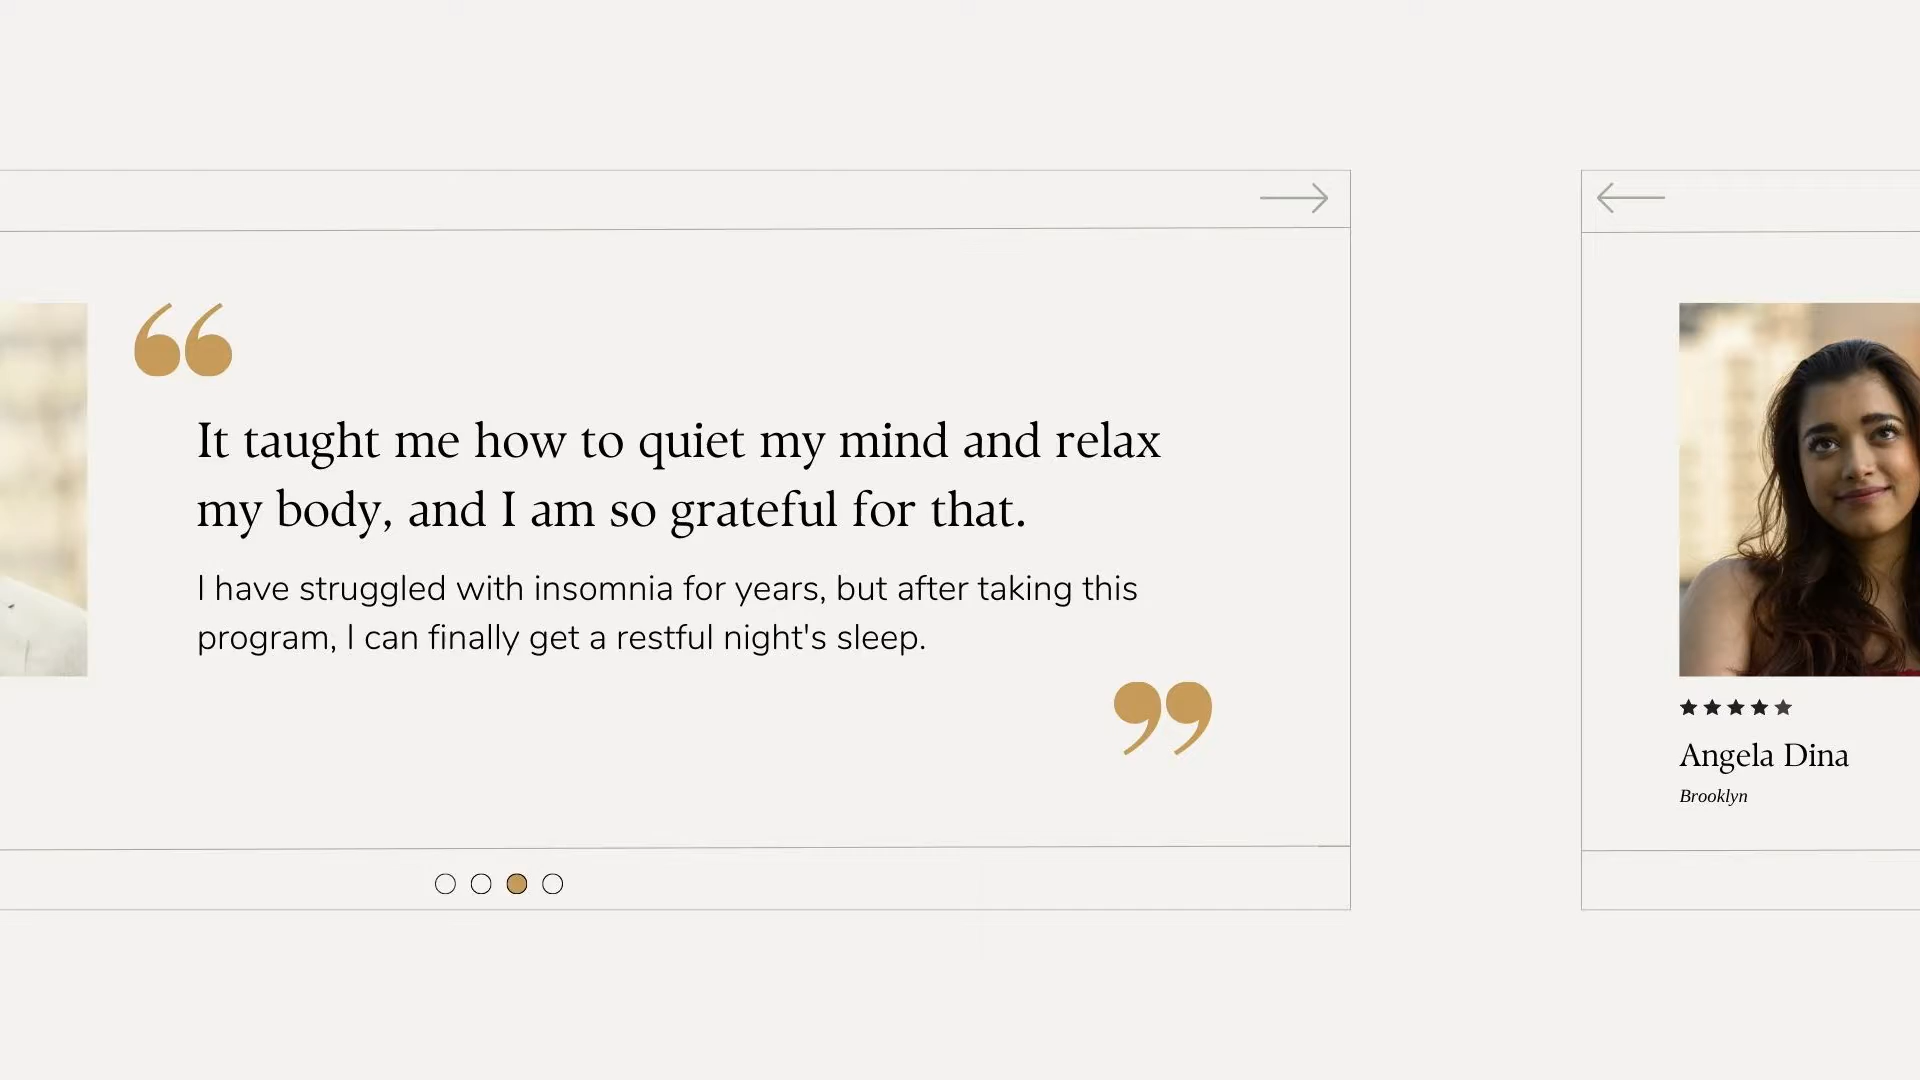 It taught me how to quiet my mind and relax
my body, and I am so grateful for that.
I have struggled with insomnia for years, but after taking this
program, I can finally get a restful night's sleep.
Angela Dina
Brooklyn